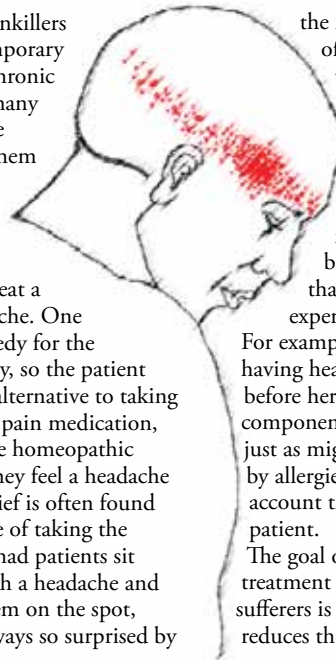 nkillers
mporary
hronic
many
e
hem
eat a
che. One
edy for the
y, so the patient
alternative to taking
pain medication,
e homeopathic
hey feel a headache
ief is often found
e of taking the
had patients sit
h a headache and
em on the spot,
ways so surprised by
the
of
b
tha
exper
For examp
having hea
before her
componen
just as mig
by allergie
account t
patient.
The goal o
treatment
sufferers is
reduces th